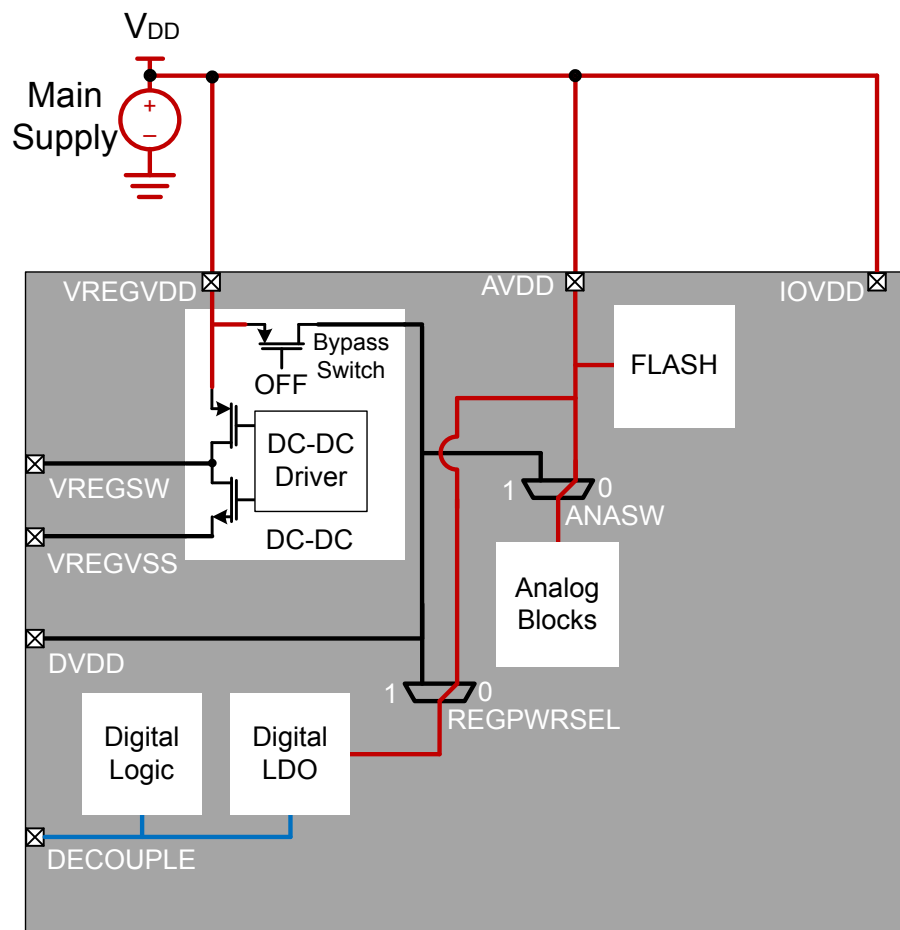 VDD
Main
Supply
+
–
VREGVDD
AVDD
IOVDD
Bypass
Switch
OFF
FLASH
DC-DC
Driver
VREGSW
1
0
ANASW
DC-DC
VREGVSS
Analog
Blocks
DVDD
1
0
REGPWRSEL
Digital
Logic
Digital
LDO
DECOUPLE